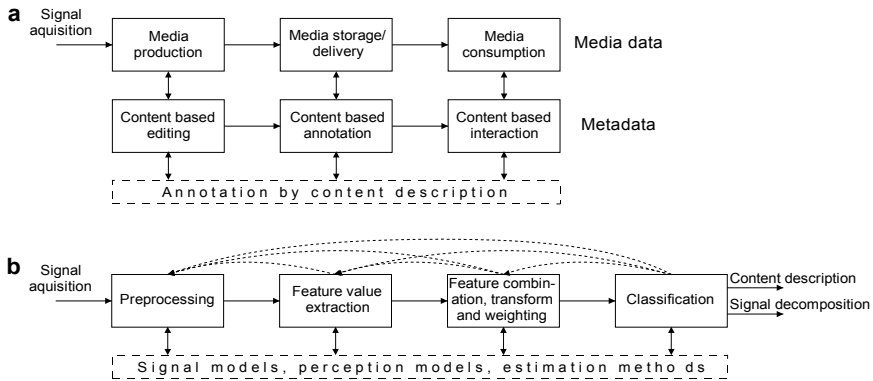 a
Signal
aquisition
Media
production
Media storage/
delivery
Media
consumption
Media data
Content based
editing
Content based
annotation
Content based
interaction
Metadata
Annotation by content description
b
Signal
aquisition
Preprocessing
Feature value
extraction
Feature combin-
ation, transform
and weighting
Classification
Content description
Signal decomposition
Signal models, perception models, estimation metho ds